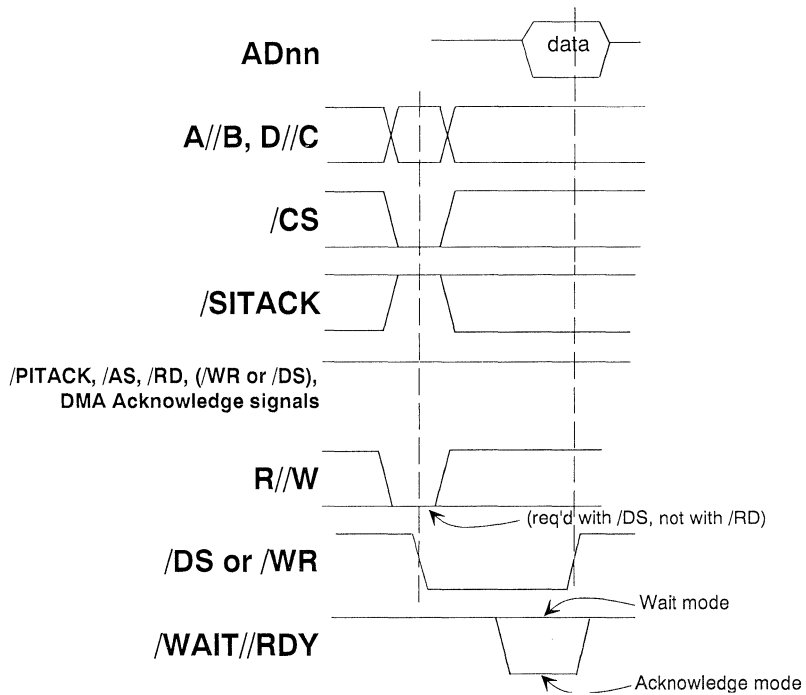 ADnn
data
A//B, D//C
/CS
/SITACK
/PITACK, /AS, /RD, (/WR or /DS),
DMA Acknowledge signals
R//W
(req'd with /DS, not with /RD)
/DS or /WR
Wait mode
/WAIT//RDY
Acknowledge mode